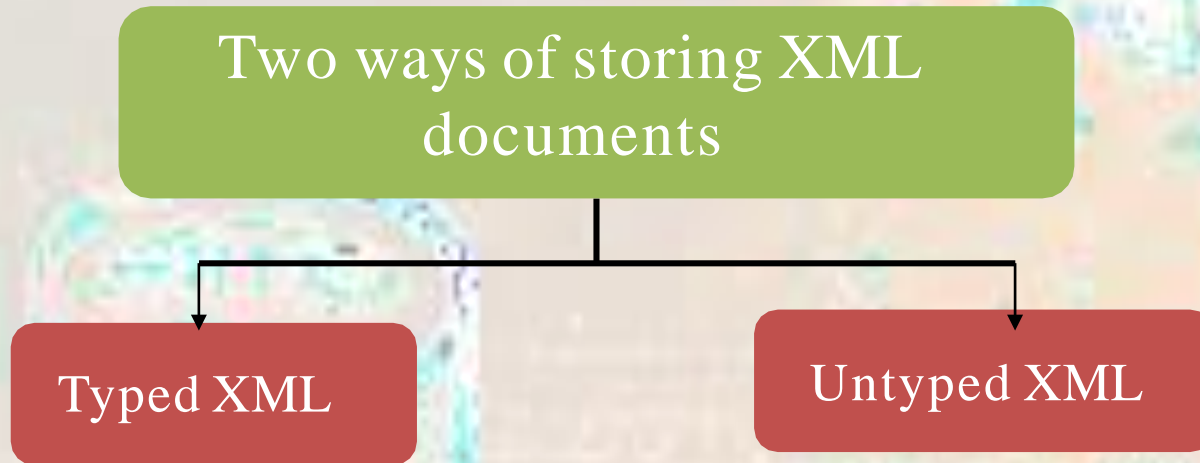 Two ways of storing XML
documents
Typed XML
Untyped XML